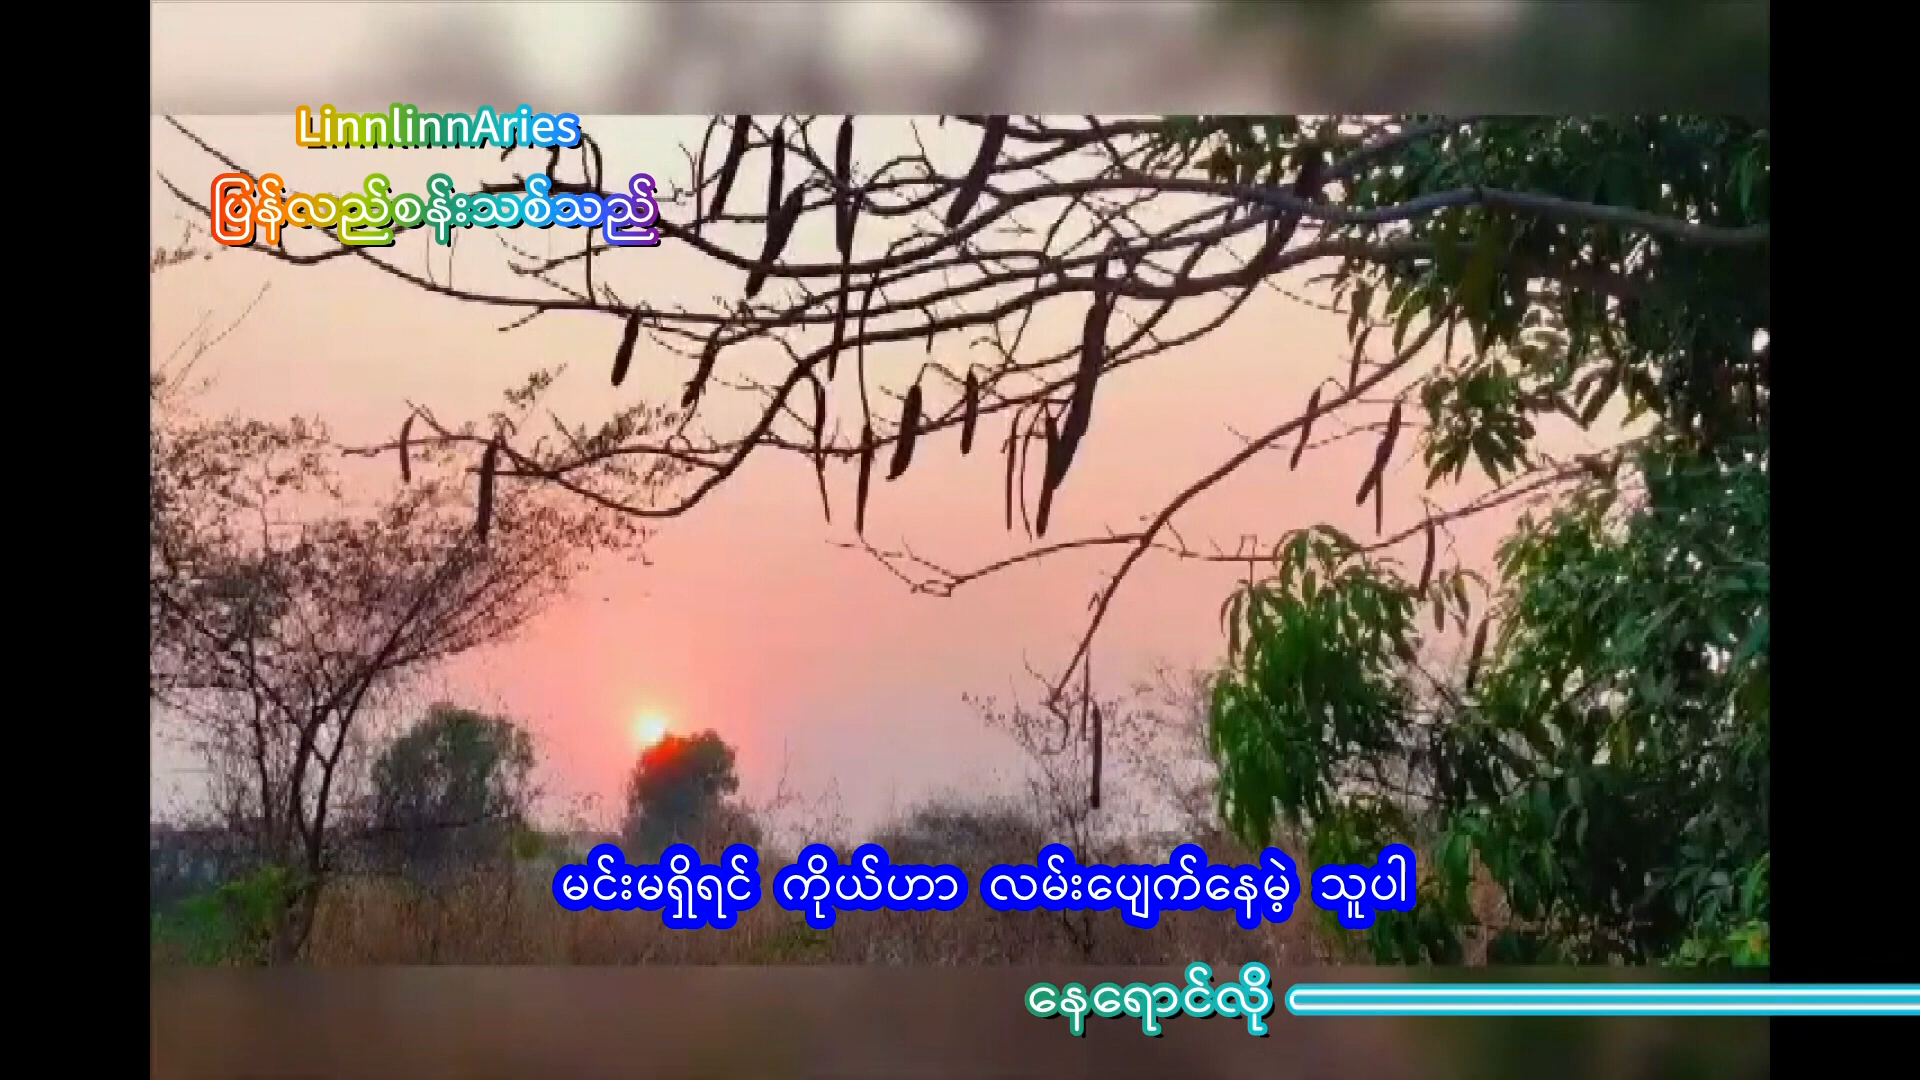 LinnlinnAries
ပြန်လည်စန်းသစ်သည်
မင်းမရှိရင် ကိုယ်ဟာ လမ်းပျေက်နေမဲ့ သူပါ
နေရောင်လို